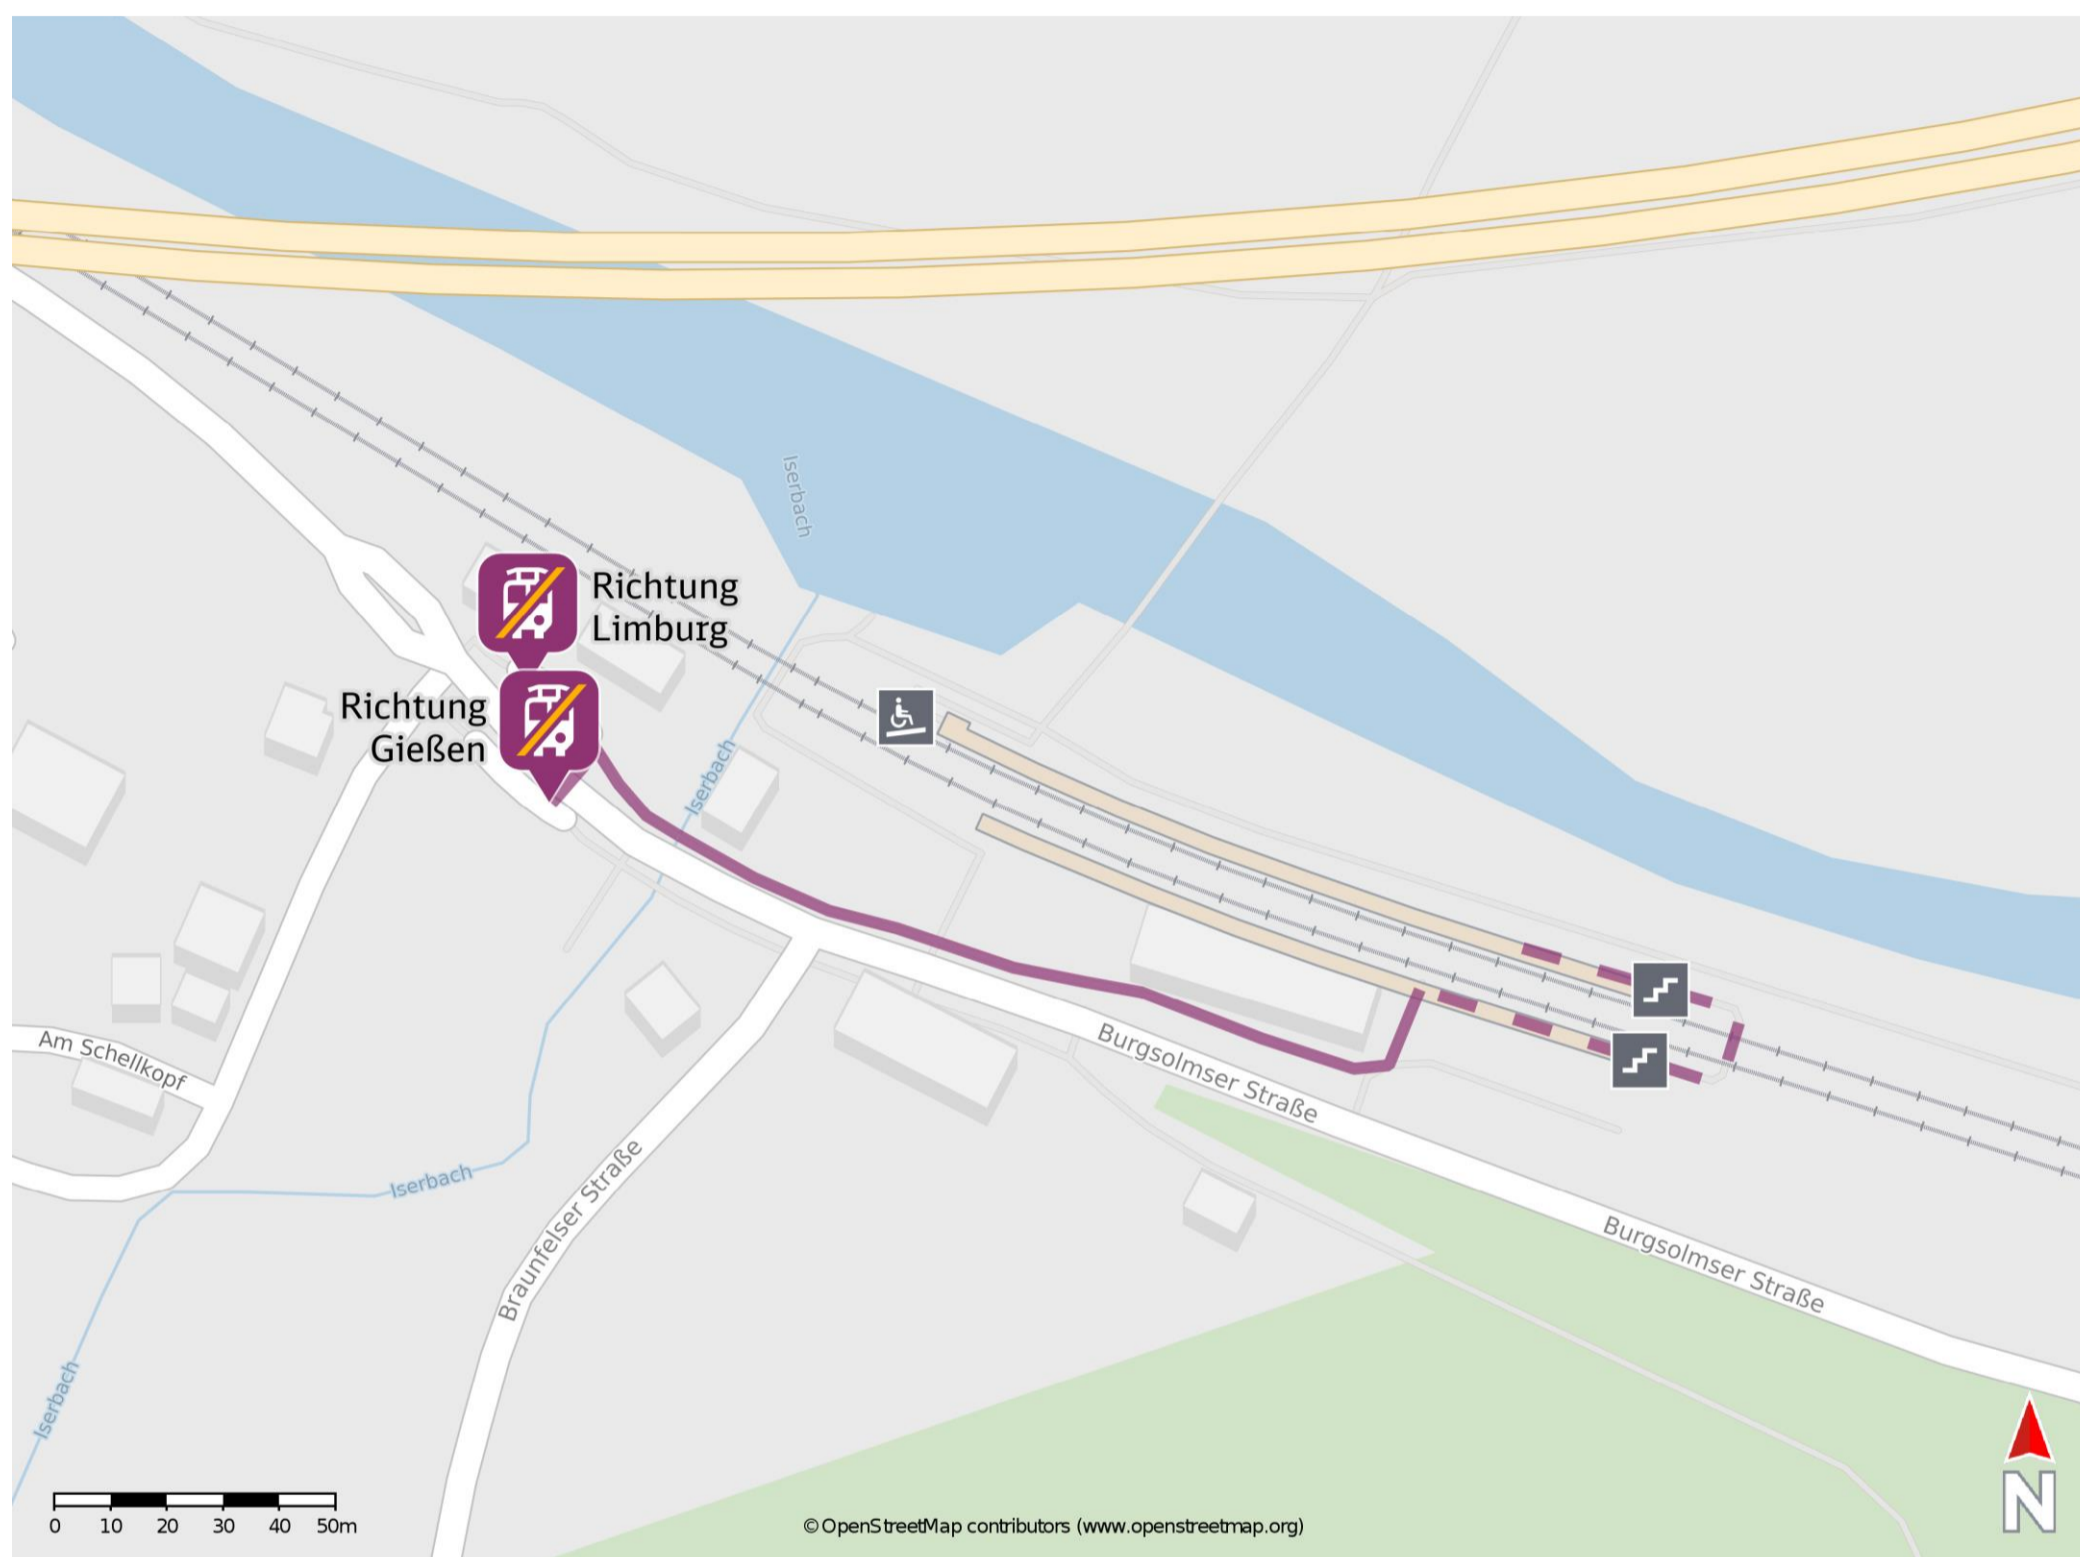 Iserbach
Richtung
Limburg
Richtung
Gießen
Iserbach
Burgsolmser Straße
Am Schellkopf
Iserbach
Braunfelser Straße
Burgsolmser Straße
Iserbach
0 10 20 30 40 50m
© OpenStreetMap contributors (www.openstreetmap.org)
N